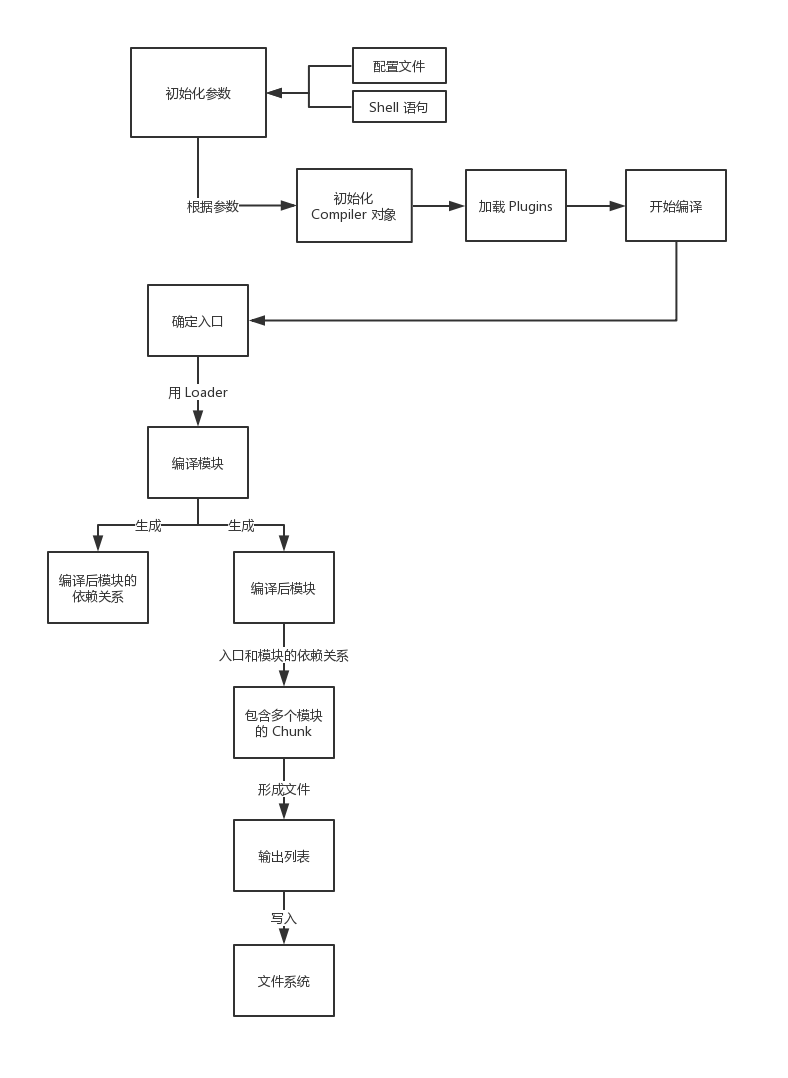 初始化参数
配置文件
Shell 语句
根据参数
初始化
Compiler 对象
加载 Plugins
开始编译
确定入口
用 Loader
编译模块
生成
生成
编译后模块的
依赖关系
编译后模块
入口和模块的依赖关系
包含多个模块
的 Chunk
形成文件
输出列表
写入
文件系统